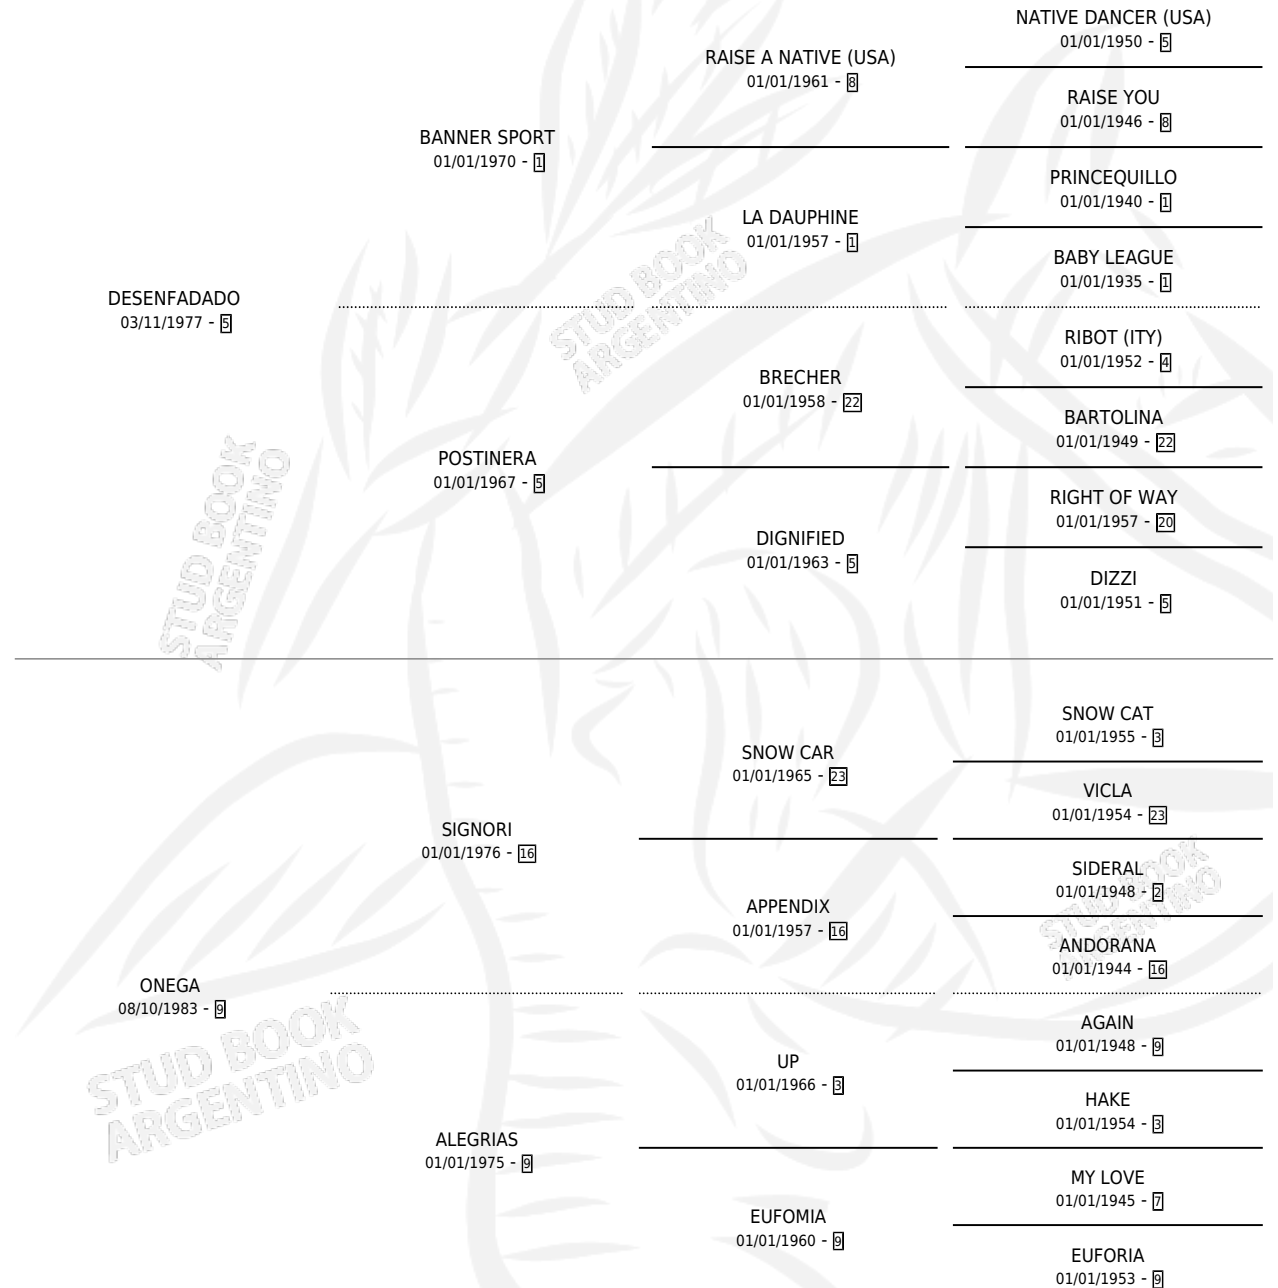 NATIVE DANCER (USA)
01/01/1950 - 5
RAISE A NATIVE (USA)
01/01/1961 - 8
RAISE YOU
01/01/1946 - 8
BANNER SPORT
01/01/1970 - 1
PRINCEQUILLO
01/01/1940 - 1
LA DAUPHINE
01/01/1957 - 1
BABY LEAGUE
01/01/1935 - 1
DESENFADADO
03/11/1977 - 5
STUD BOOK
ARGENTINO
RIBOT (ITY)
01/01/1952 - 4
BRECHER
01/01/1958 - 22
BARTOLINA
01/01/1949 - 22
POSTINERA
01/01/1967 - 5
RIGHT OF WAY
01/01/1957 - 20
DIGNIFIED
01/01/1963 - 5
DIZZI
01/01/1951 - 5
STUD BOOK
ARGENTINO
SNOW CAT
01/01/1955 - 3
SNOW CAR
01/01/1965 - 23
VICLA
01/01/1954 - 23
SIGNORI
01/01/1976 - 16
SIDERAL
01/01/1948 - 2
APPENDIX
01/01/1957 - 16
STUD BOOK
ARGENTINO
ANDORANA
01/01/1944 - 16
ONEGA
08/10/1983 - 9
AGAIN
01/01/1948 - 9
UP
01/01/1966 - 3
STUD BOOK
ARGENTINO
HAKE
01/01/1954 - 3
ALEGRIAS
01/01/1975 - 9
MY LOVE
01/01/1945 - 7
EUFOMIA
01/01/1960 - 9
EUFORIA
01/01/1953 - 9